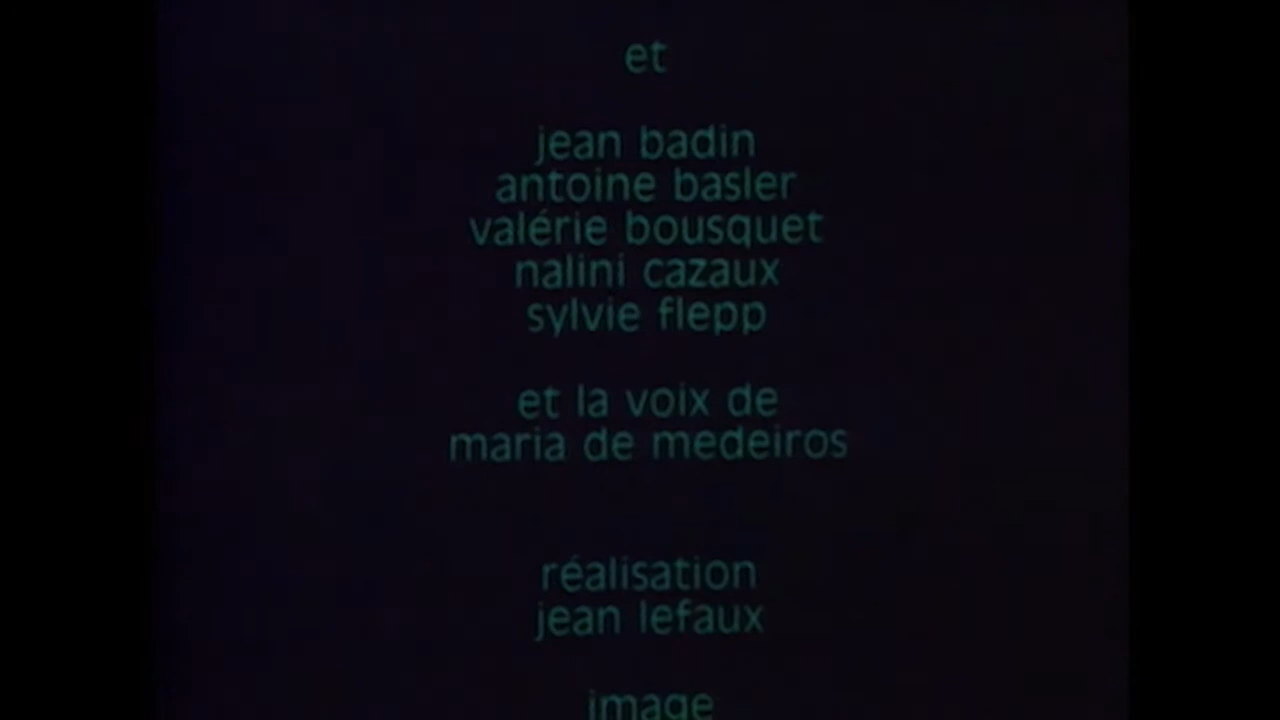 et
jean badin
antoine basler
valérie bousquet
nalini cazaux
sylvie flepp
et la voix de
maria de medeiros
réalisation
jean lefaux
image